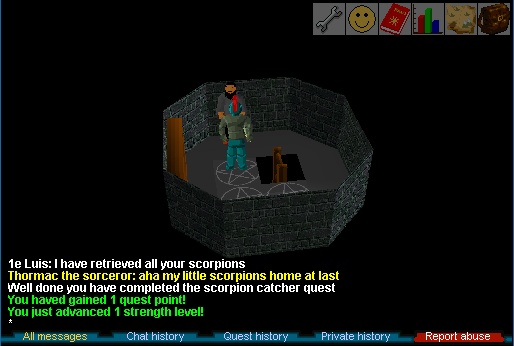 1e Luis: I have retrieved all your scorpions
Thormac the sorceror: aha my little scorpions home at last
Well done you have completed the scorpion catcher quest
You haved gained 1 quest point!
You just advanced 1 strength level!
*
All messages Chat history Quest history Private history Report abuse